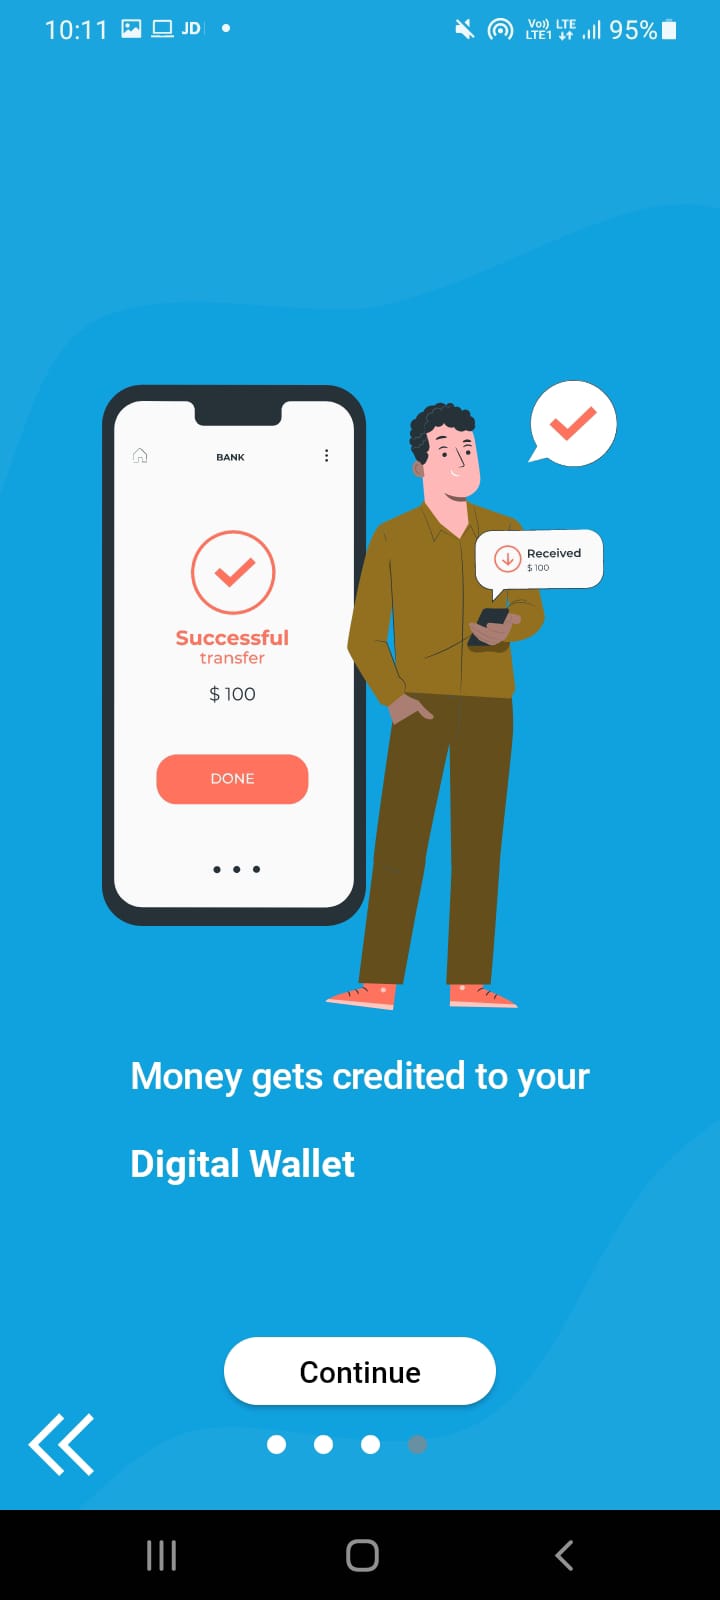 10:11 JD Vo)) LTE 95%
LTE1
BANK
Received
$ 100
Successful
transfer
$ 100
DONE
Money gets credited to your
Digital Wallet
Continue